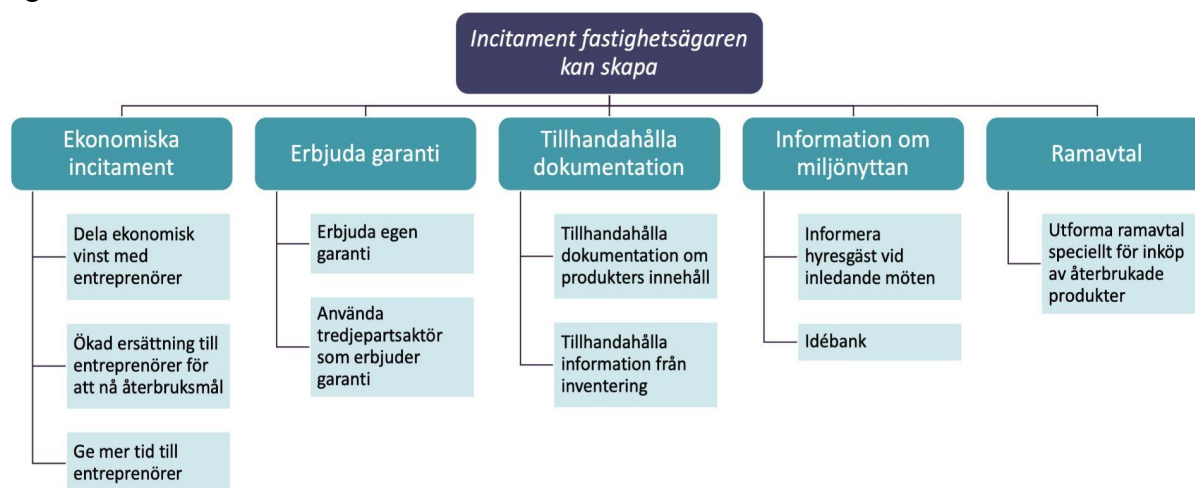 Incitament fastighetsägaren
kan skapa
Ekonomiska
incitament
Dela ekonomisk
vinst med
entreprenörer
Ökad ersättning till
entreprenörer för
att nå återbruksmål
Ge mer tid till
entreprenörer
Erbjuda garanti
Erbjuda egen
garanti
Använda
tredjepartsaktör
som erbjuder
garanti
Tillhandahålla
dokumentation
Tillhandahålla
dokumentation om
produkters innehåll
Tillhandahålla
information från
inventering
Information om
miljönyttan
Informera
hyresgäst vid
inledande möten
Idébank
Ramavtal
Utforma ramavtal
speciellt för inköp
av återbrukade
produkter